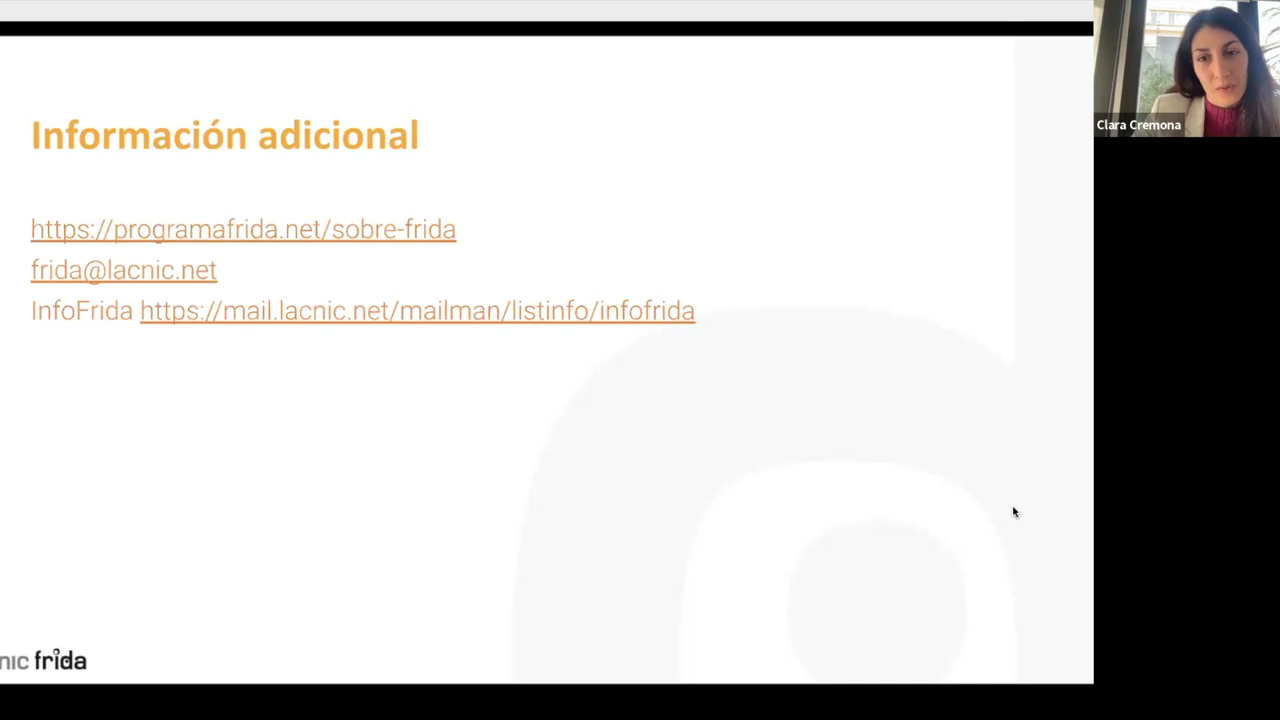 Información adicional
https://programafrida.net/sobre-frida
frida@lacnic.net
InfoFrida https://mail.lacnic.net/mailman/listinfo/infofrida
Clara Cremona
nic frida